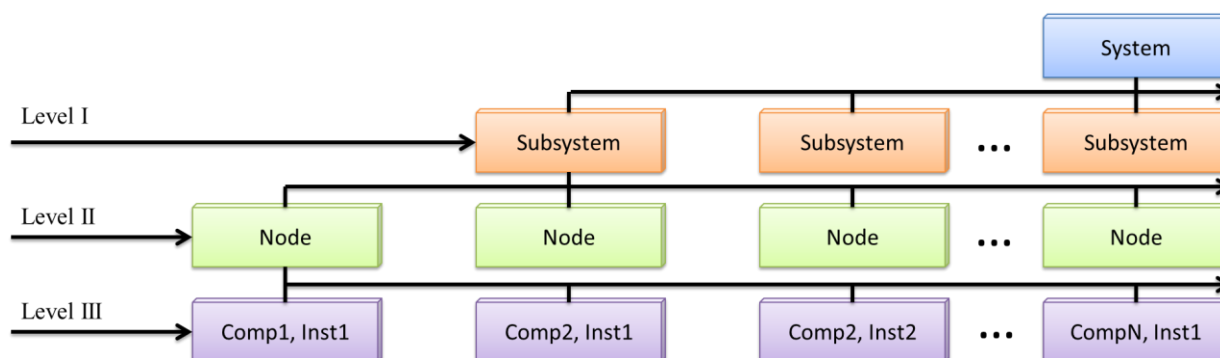 System
Level I
Subsystem
Subsystem
...
Subsystem
Level II
Node
Node
Node
...
Node
Level III
Comp1, Inst1
Comp2, Inst1
Comp2, Inst2
...
CompN, Inst1